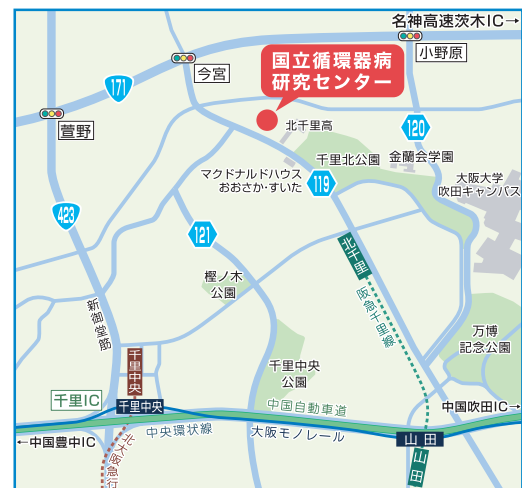 名神高速茨木IC→
小野原
今宮
国立循環器病
研究センター
171
萱野
北千里高
120
千里北公園
金蘭会学園
マクドナルドハウス
おおさか・すいた
119
大阪大学
吹田キャンパス
423
121
北千里
樫ノ木
公園
阪急千里線
新御堂筋
万博
記念公園
千里中央
千里中央
公園
千里IC
千里中央
中国自動車道
中国吹田IC→
←中国豊中IC
中央環状線
大阪モノレール
山田
北大阪急行
山田